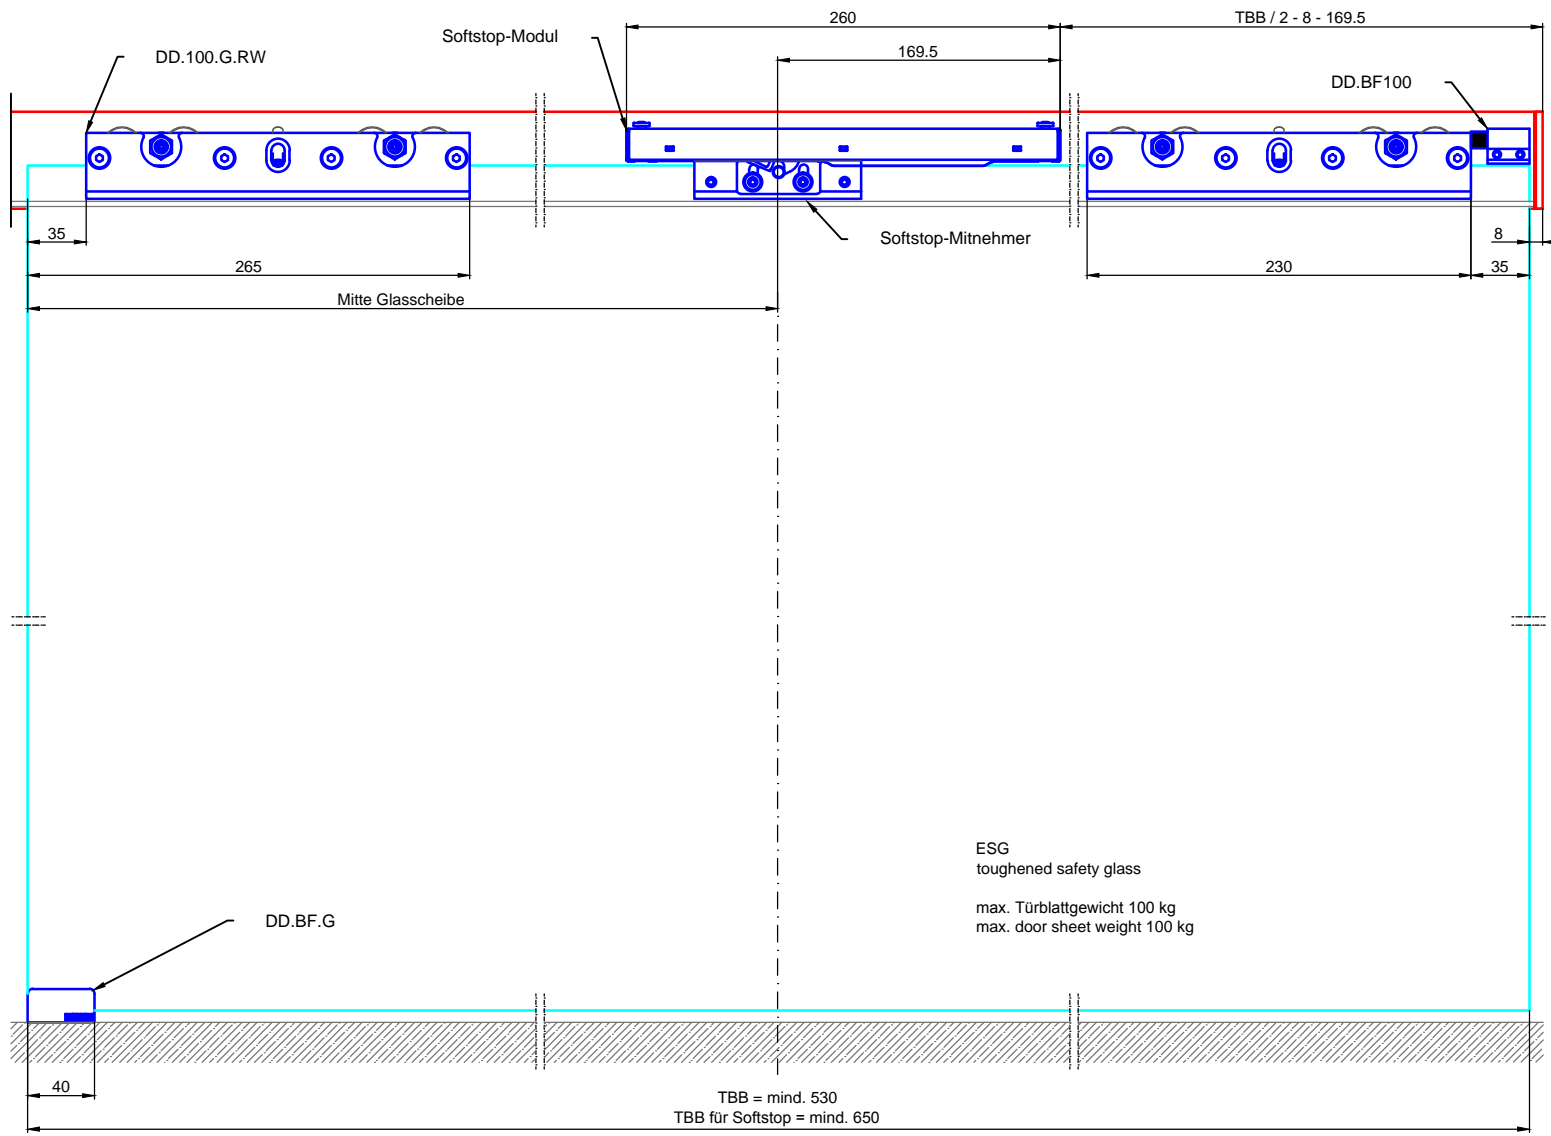 260
TBB / 2 - 8 - 169.5
Softstop-Modul
169.5
DD.100.G.RW
DD.BF100
35
Softstop-Mitnehmer
8
265
230
35
Mitte Glasscheibe
ESG
toughened safety glass
max. Türblattgewicht 100 kg
max. door sheet weight 100 kg
DD.BF.G
40
TBB = mind. 530
TBB für Softstop = mind. 650